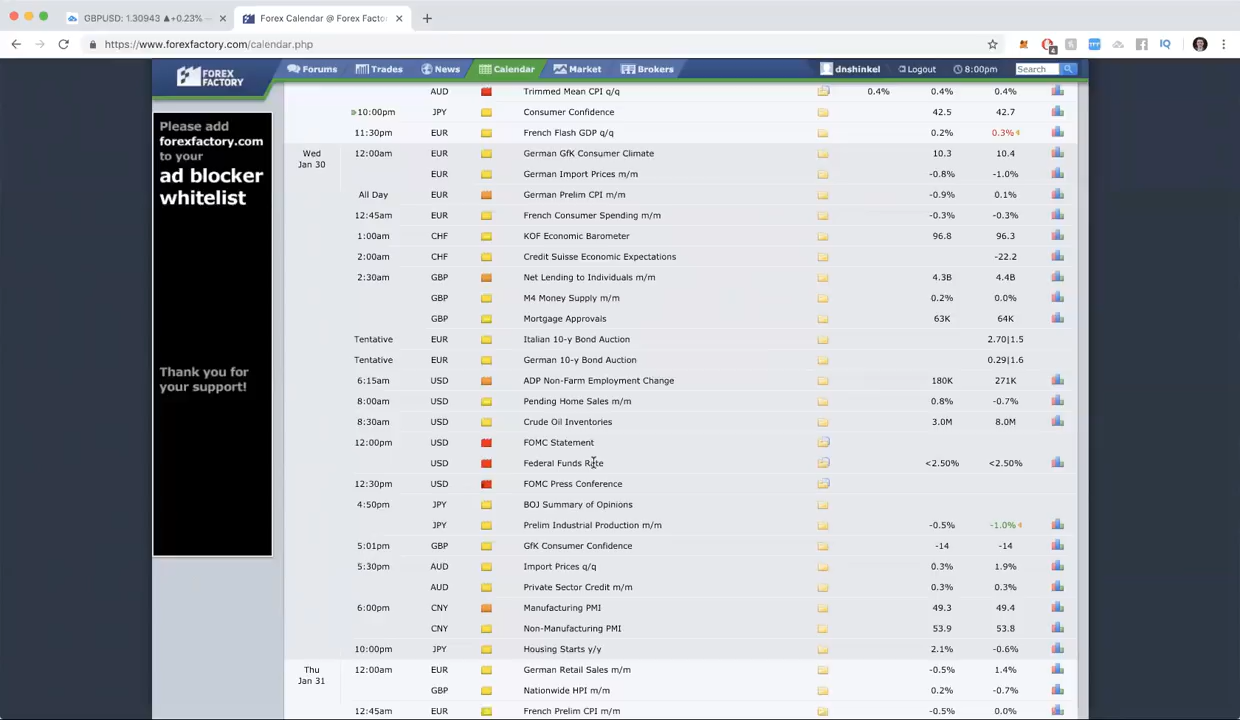 GBPUSD: 1.30943 ▲+0.23%
Forex Calendar @ Forex Facto
https://www.forexfactory.com/calendar.php
4
IQ
FOREX
FACTORY
Forums Trades News Calendar Market Brokers dnshinkel Logout 8:00pm Search
Please add
forexfactory.com
to your
ad blocker
whitelist
Thank you for
your support!
AUD Trimmed Mean CPI q/q 0.4% 0.4% 0.4%
10:00pm JPY Consumer Confidence 42.5 42.7
11:30pm EUR French Flash GDP q/q 0.2% 0.3%
Wed
Jan 30
12:00am EUR German GfK Consumer Climate 10.3 10.4
EUR German Import Prices m/m -0.8% -1.0%
All Day EUR German Prelim CPI m/m -0.9% 0.1%
12:45am EUR French Consumer Spending m/m -0.3% -0.3%
1:00am CHF KOF Economic Barometer 96.8 96.3
2:00am CHF Credit Suisse Economic Expectations -22.2
2:30am GBP Net Lending to Individuals m/m 4.3B 4.4B
GBP M4 Money Supply m/m 0.2% 0.0%
GBP Mortgage Approvals 63K 64K
Tentative EUR Italian 10-y Bond Auction 2.70|1.5
Tentative EUR German 10-y Bond Auction 0.29|1.6
6:15am USD ADP Non-Farm Employment Change 180K 271K
8:00am USD Pending Home Sales m/m 0.8% -0.7%
8:30am USD Crude Oil Inventories 3.0M 8.0M
12:00pm USD FOMC Statement
USD Federal Funds Rate <2.50% <2.50%
12:30pm USD FOMC Press Conference
4:50pm JPY BOJ Summary of Opinions
JPY Prelim Industrial Production m/m -0.5% -1.0%
5:01pm GBP GfK Consumer Confidence -14 -14
5:30pm AUD Import Prices q/q 0.3% 1.9%
AUD Private Sector Credit m/m 0.3% 0.3%
6:00pm CNY Manufacturing PMI 49.3 49.4
CNY Non-Manufacturing PMI 53.9 53.8
10:00pm JPY Housing Starts y/y 2.1% -0.6%
Thu
Jan 31
12:00am EUR German Retail Sales m/m -0.5% 1.4%
GBP Nationwide HPI m/m 0.2% -0.7%
12:45am EUR French Prelim CPI m/m -0.5% 0.0%